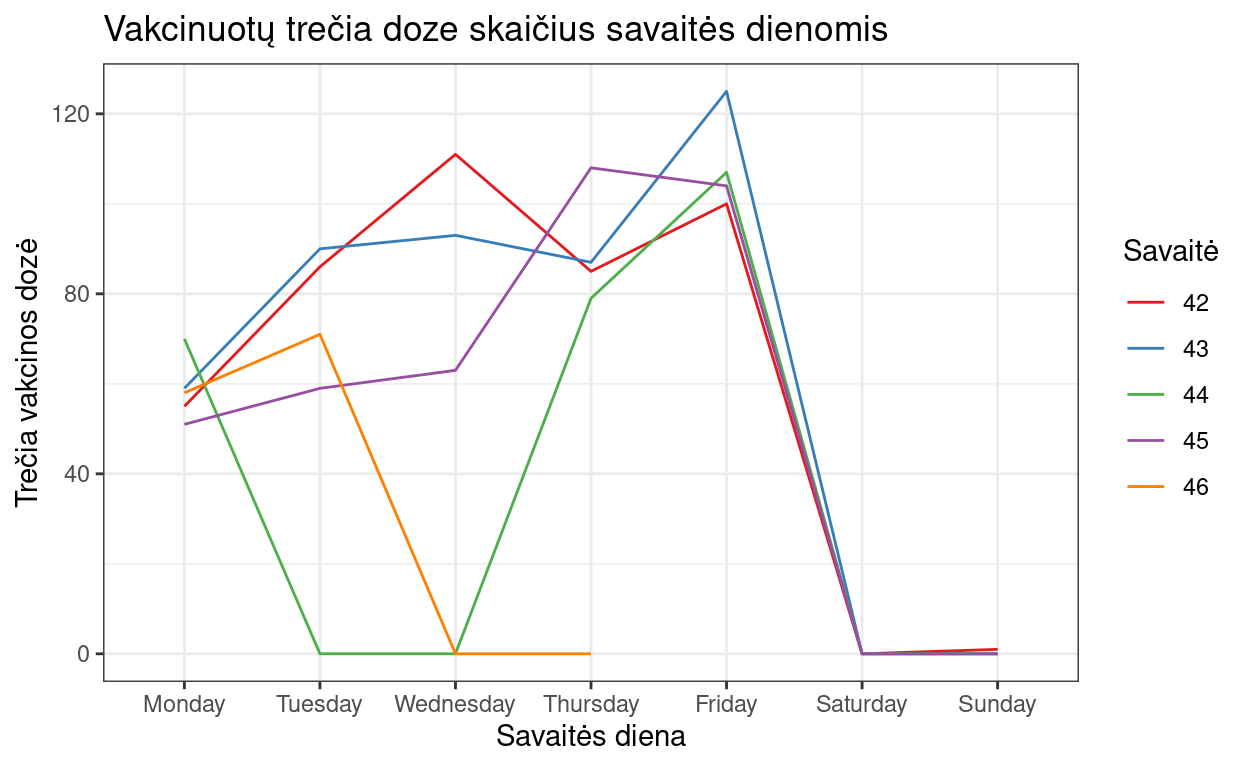 Vakcinuotų trečia doze skaičius savaitės dienomis
Trečia vakcinos dozė
120
80
40
0
Monday
Tuesday
Wednesday
Thursday
Friday
Saturday
Sunday
Savaitės diena
Savaitė
42
43
44
45
46